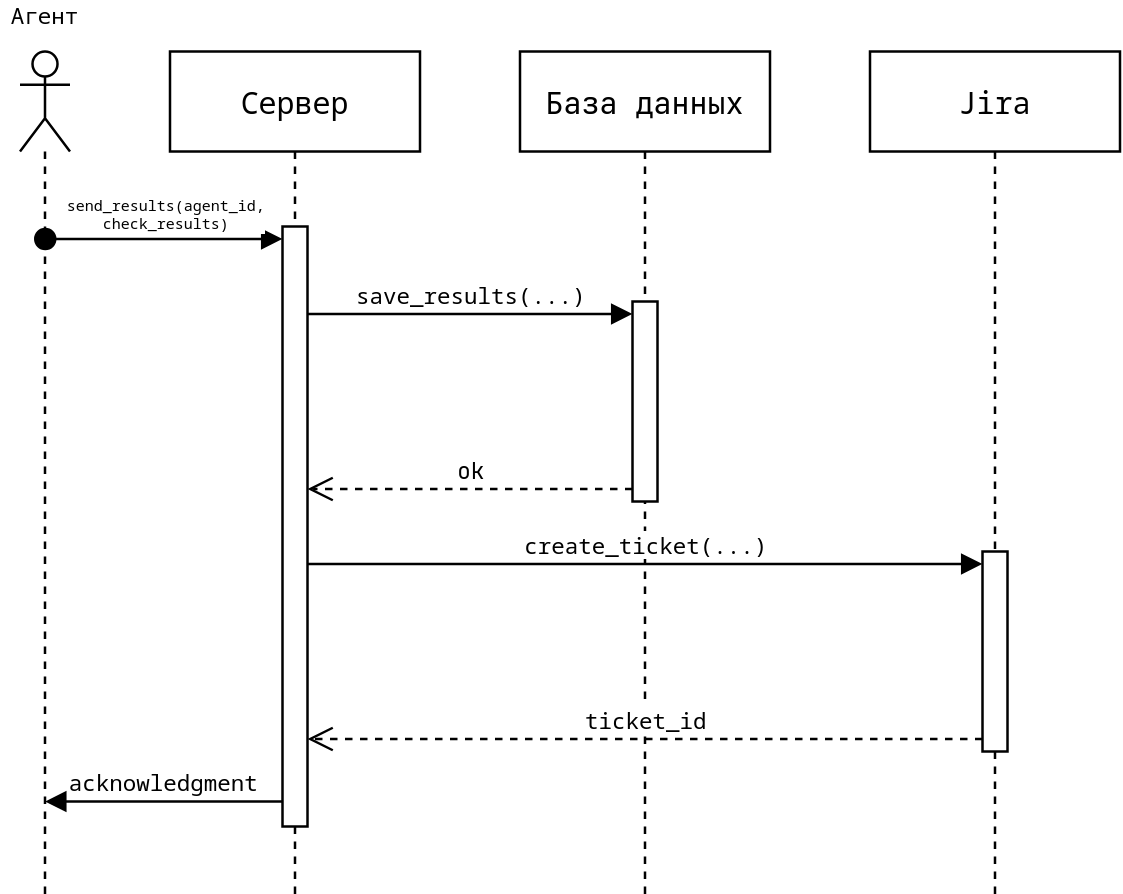 Агент
Сервер
База данных
Jira
send_results(agent_id,
check_results)
save_results(...)
ok
create_ticket(...)
ticket_id
acknowledgment